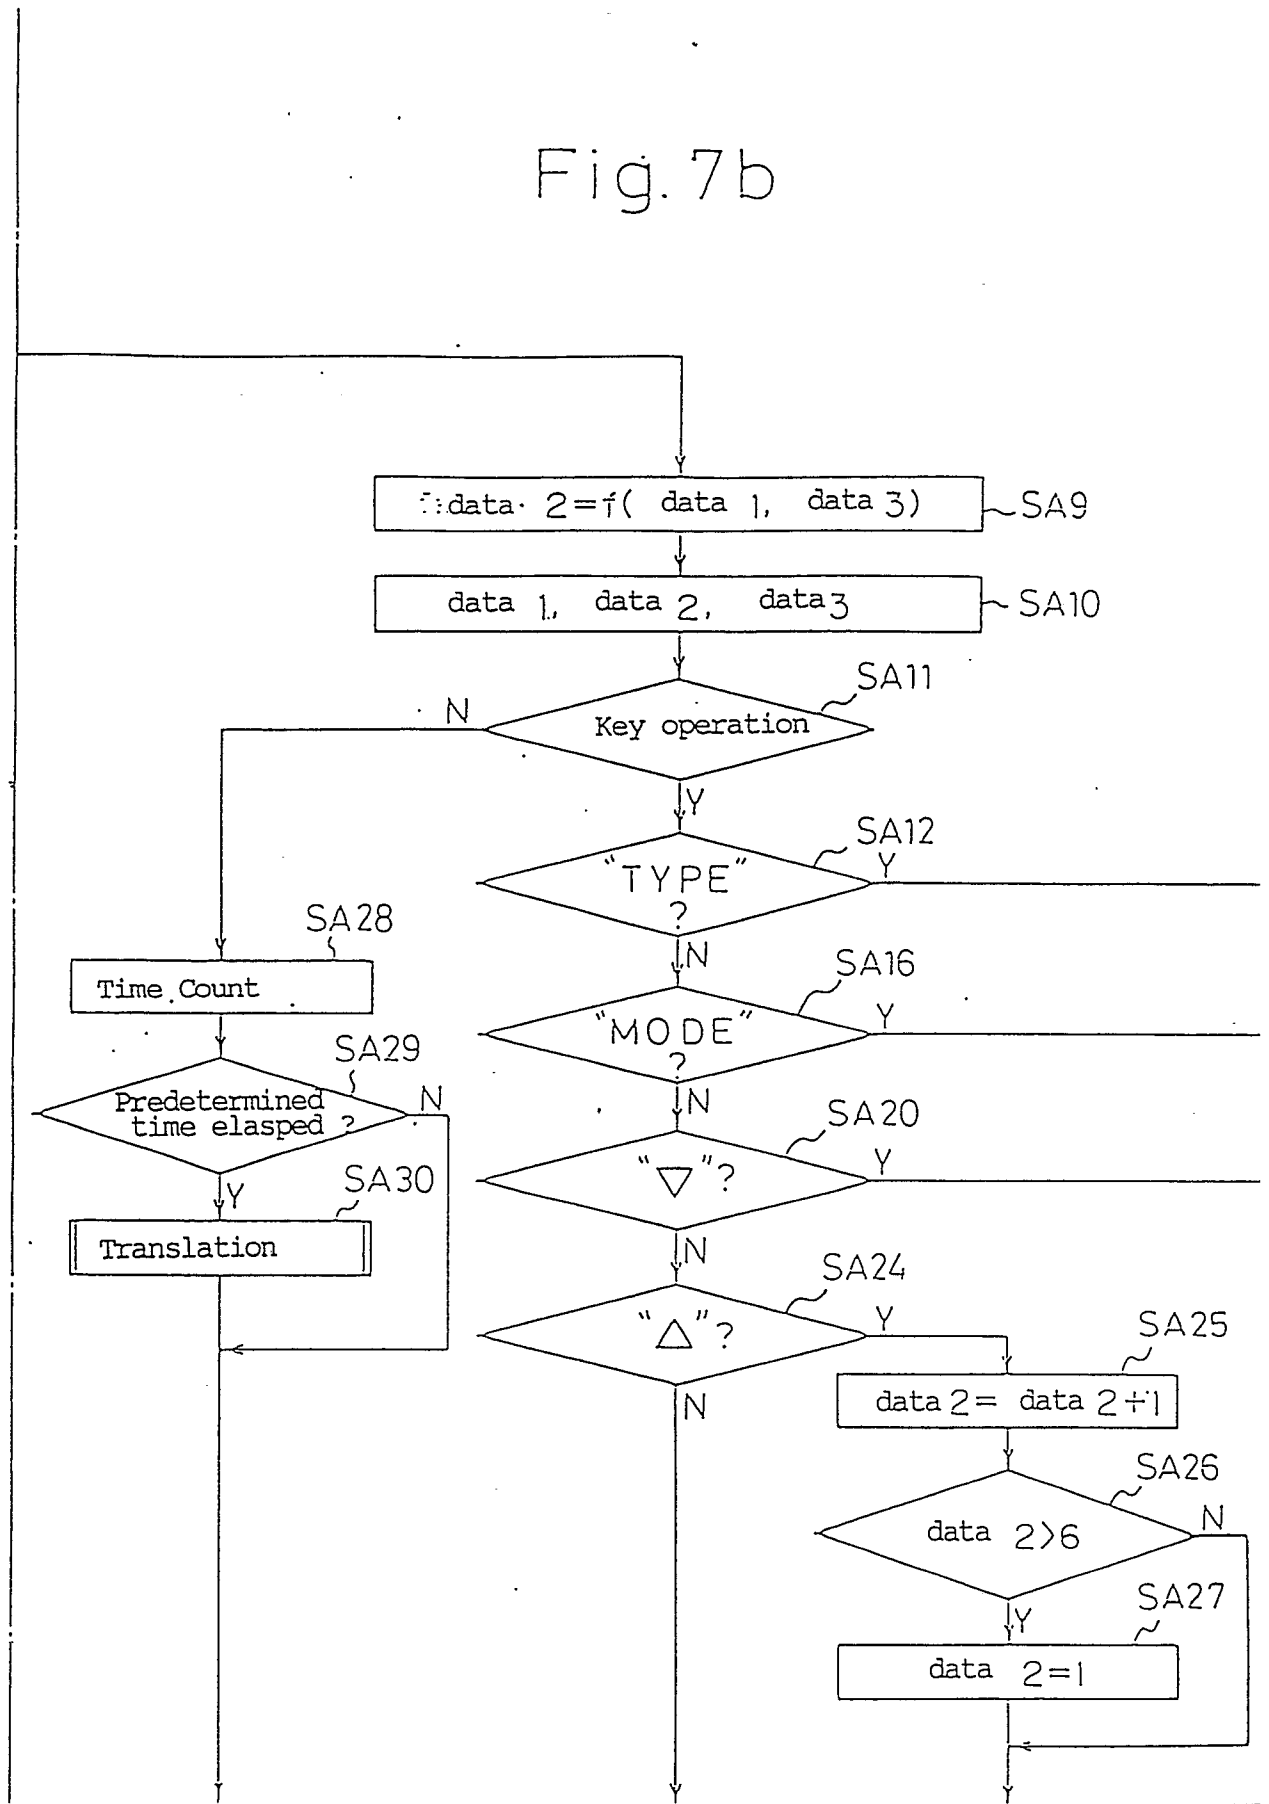 Fig. 7b
data 2=f( data 1, data 3)
SA9
data 1, data 2, data 3
SA10
SA11
N
Key operation
Y
SA12
"TYPE"
?
Y
N
SA28
Time Count
SA16
"MODE"
?
Y
N
SA29
Predetermined
time elasped ?
N
Y
SA20
"▽"?
Y
N
SA30
Translation
SA24
"△"?
Y
N
SA25
data 2= data 2+1
SA26
data 2>6
N
Y
SA27
data 2=1